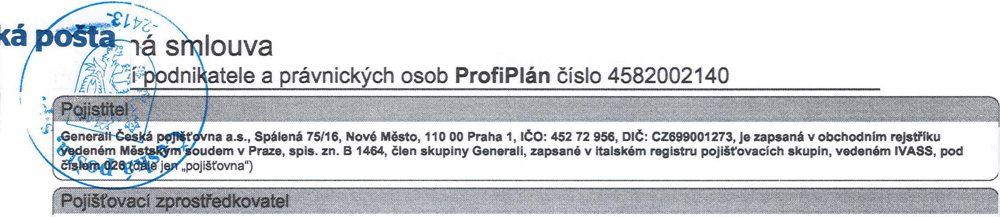 ká pošta
ná smlouva
í podnikatele a právnických osob ProfiPlán číslo 4582002140
Pojistitel
Generali Česká pojišťovna a.s., Spálená 75/16, Nové Město, 110 00 Praha 1, IČO: 452 72 956, DIČ: CZ699001273, je zapsaná v obchodním rejstříku
vedeném Městským soudem v Praze, spis. zn. B 1464, člen skupiny Generali, zapsané v italském registru pojišťovacích skupin, vedeném IVASS, pod
číslem 026 (dále jen „pojišťovna“)
Pojišťovací zprostředkovatel
-2413-
Česká pošta, s.p.